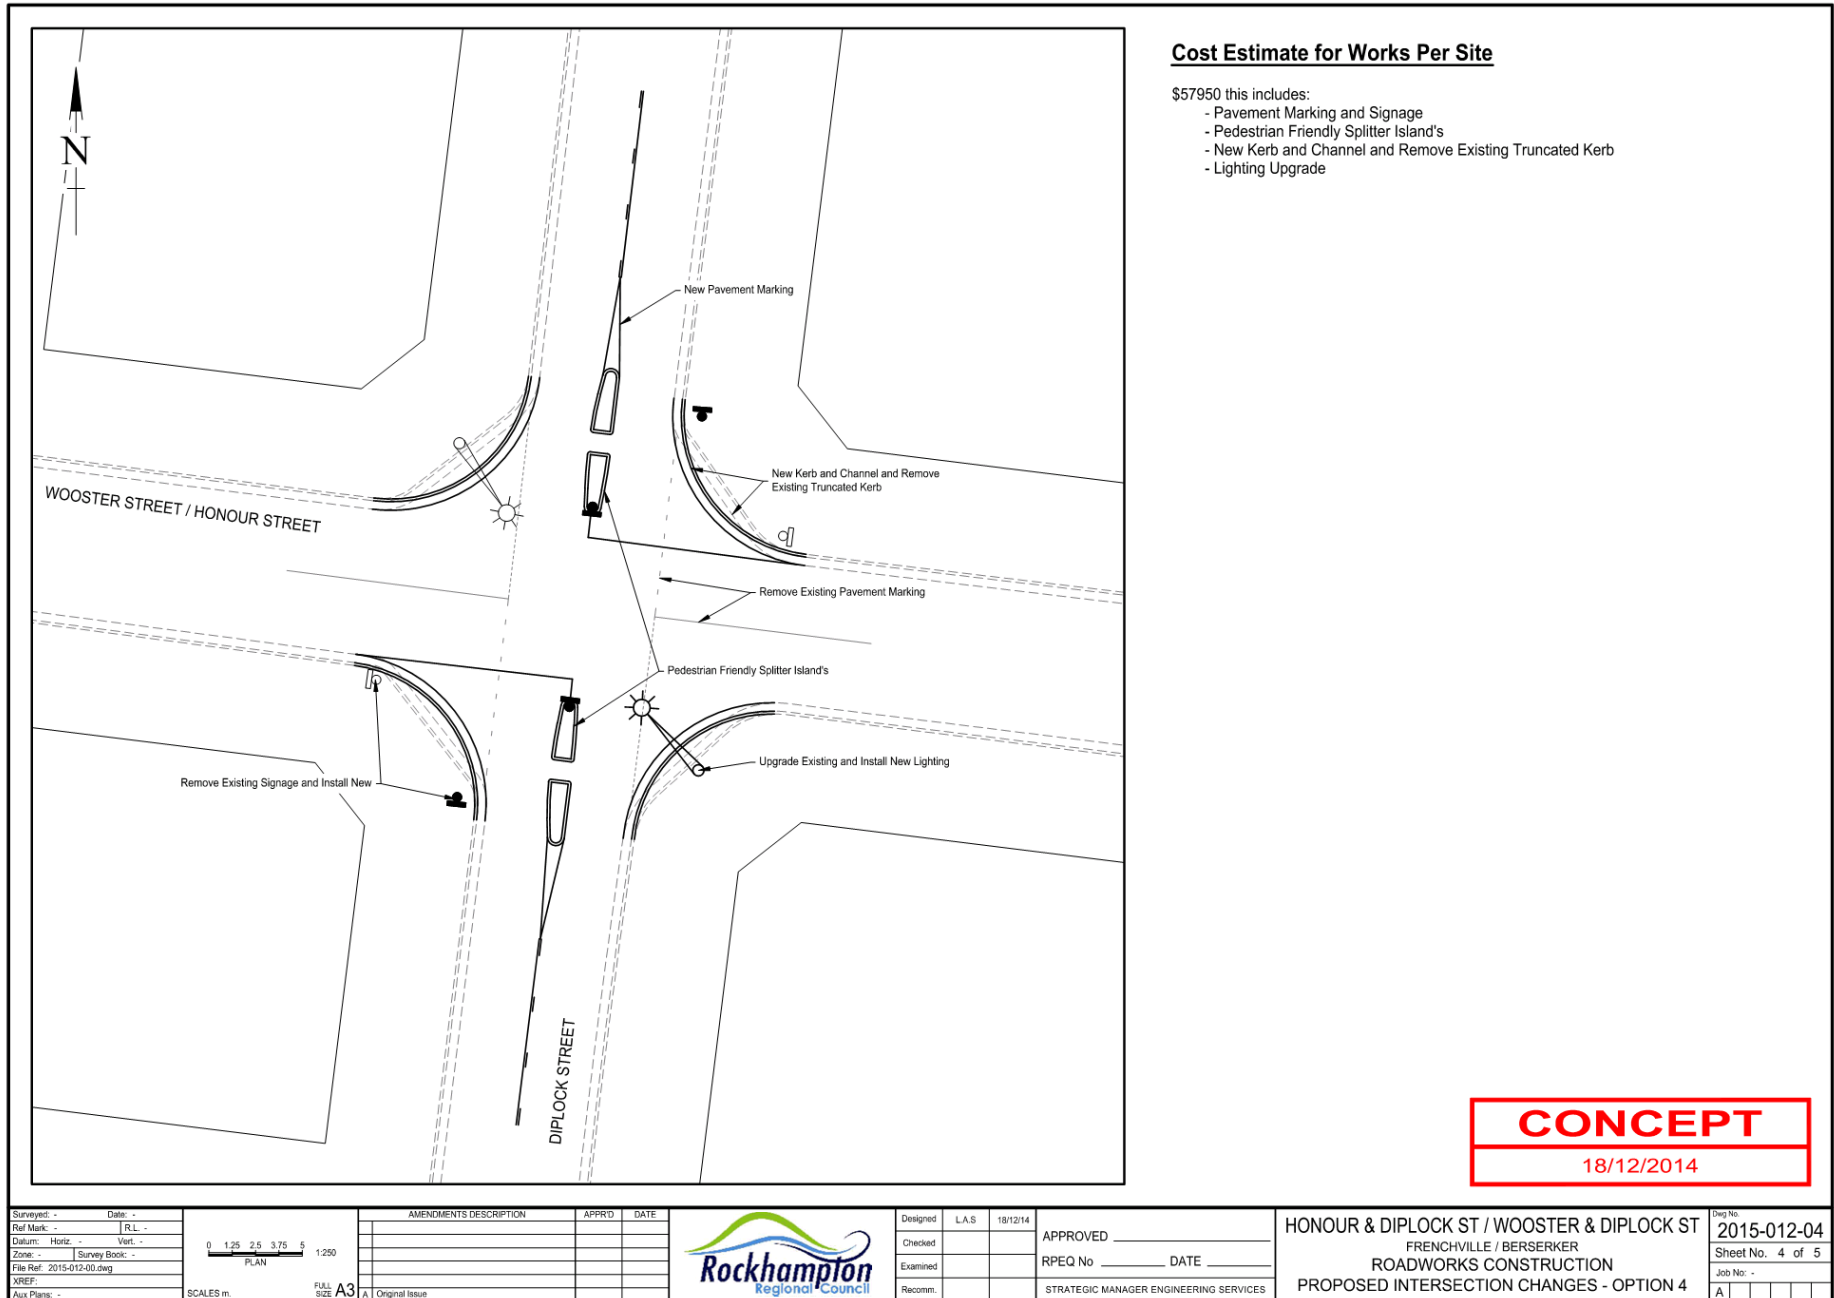 Cost Estimate for Works Per Site
$57950 this includes:
- Pavement Marking and Signage
- Pedestrian Friendly Splitter Island's
- New Kerb and Channel and Remove Existing Truncated Kerb
- Lighting Upgrade
N
New Pavement Marking
New Kerb and Channel and Remove
Existing Truncated Kerb
WOOSTER STREET / HONOUR STREET
Remove Existing Pavement Marking
Pedestrian Friendly Splitter Island's
Upgrade Existing and Install New Lighting
Remove Existing Signage and Install New
DIPLOCK STREET
CONCEPT
18/12/2014
Surveyed: - Date: -
Ref Mark: - R.L. -
Datum: Horiz. - Vert. -
Zone: - Survey Book: -
File Ref: 2015-012-00.dwg
XREF:
Aux Plans: -
0 1.25 2.5 3.75 5 1:250
PLAN
SCALES m.
FULL SIZE A3
AMENDMENTS DESCRIPTION APPR'D DATE
A Original Issue
Rockhampton
Regional Council
Designed L.A.S 18/12/14
Checked
Examined
Recomm.
APPROVED
RPEQ No DATE
STRATEGIC MANAGER ENGINEERING SERVICES
HONOUR & DIPLOCK ST / WOOSTER & DIPLOCK ST
FRENCHVILLE / BERSERKER
ROADWORKS CONSTRUCTION
PROPOSED INTERSECTION CHANGES - OPTION 4
Dwg No.
2015-012-04
Sheet No. 4 of 5
Job No: -
A